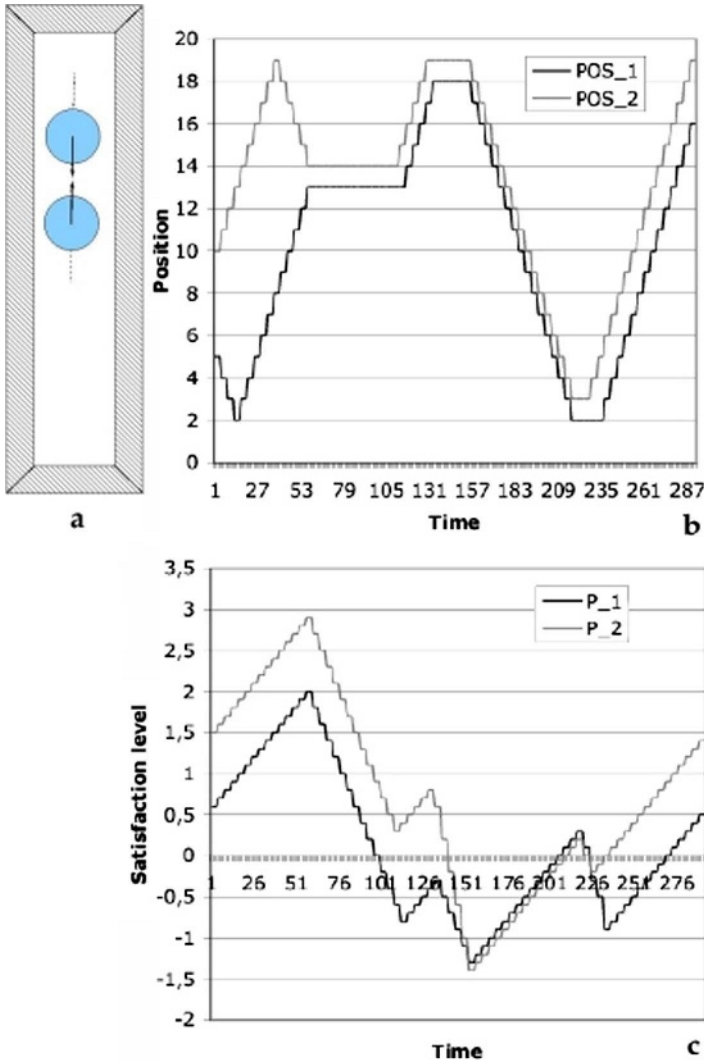 a
20
18
16
14
12
10
8
6
4
2
0
Position
POS_1
POS_2
1 27 53 79 105 131 157 183 209 235 261 287
Time
b
3,5
3
2,5
2
1,5
1
0,5
0
-0,5
-1
-1,5
-2
Satisfaction level
P_1
P_2
1 26 51 76 101 126 151 176 201 226 251 276
Time
c